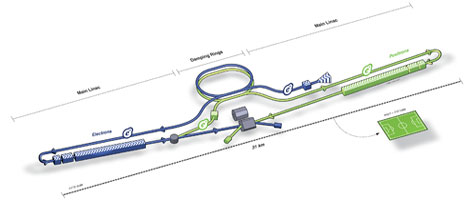 Main Linac
Damping Rings
Main Linac
Positrons
e⁺
e⁻
e⁺
Electrons
e⁻
e⁻
31 km